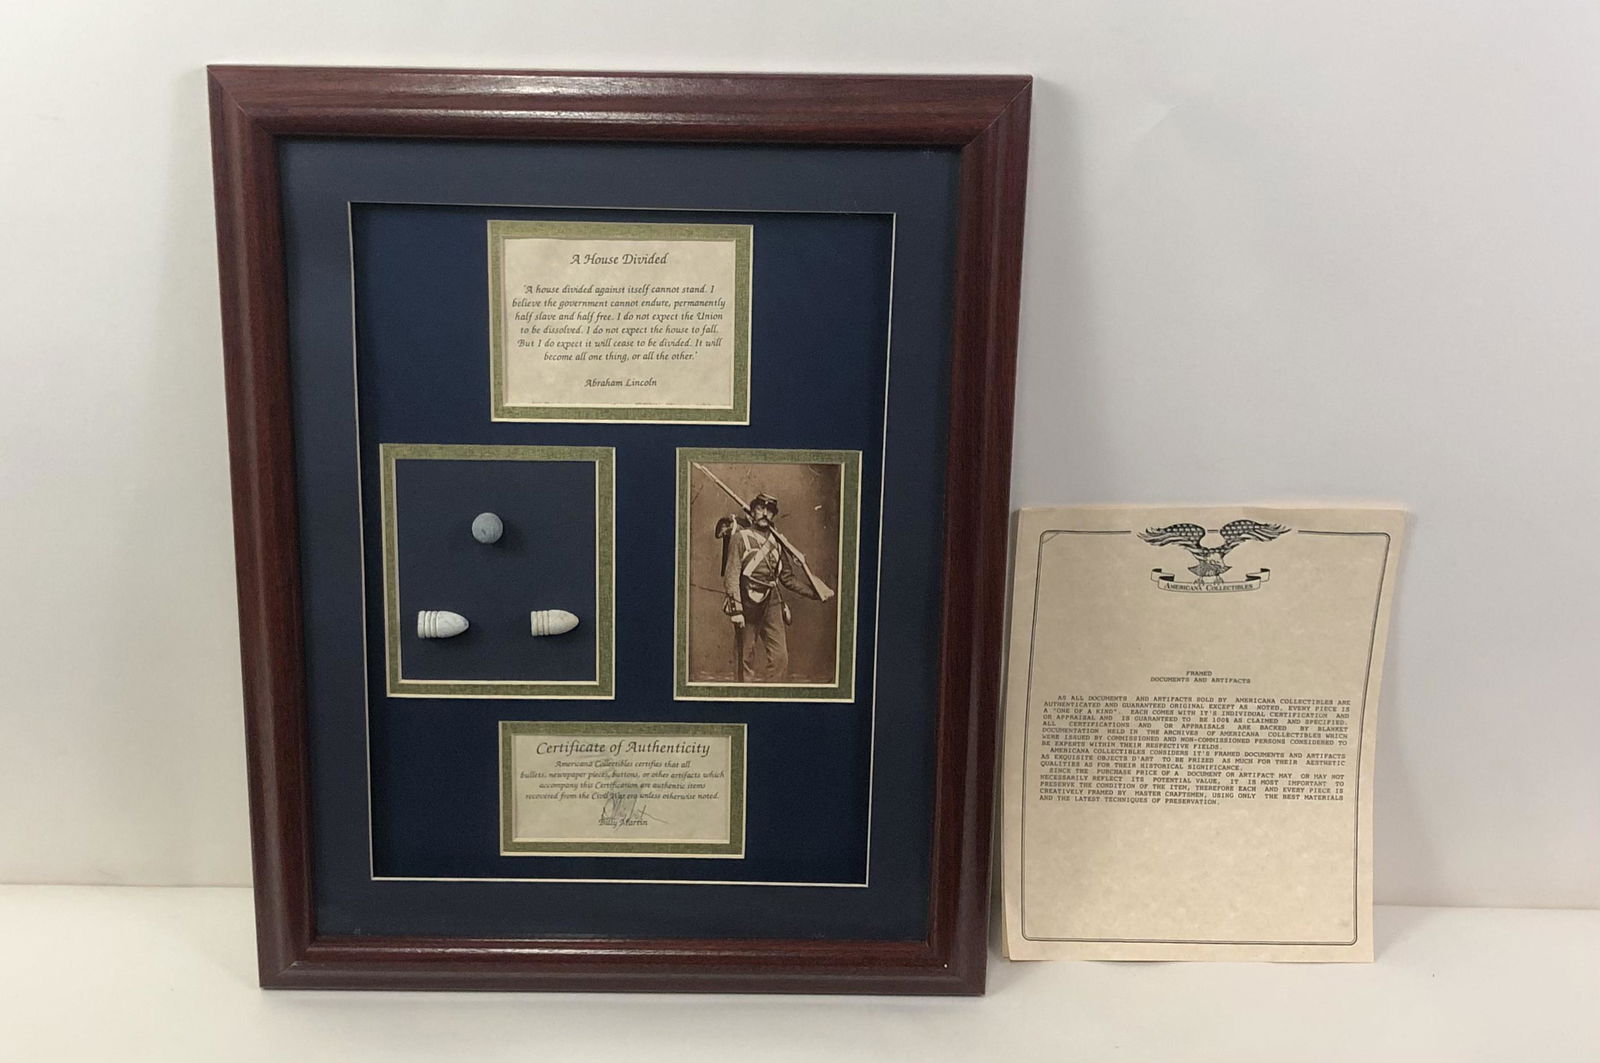 A House Divided
'A house divided against itself cannot stand. I
believe the government cannot endure, permanently
half slave and half free. I do not expect the Union
to be dissolved. I do not expect the house to fall.
But I do expect it will cease to be divided. It will
become all one thing, or all the other.'
Abraham Lincoln
Certificate of Authenticity
Americana Collectibles certifies that all
bullets, newspaper pieces, buttons, or other artifacts which
accompany this Certification are authentic items
recovered from the Civil War era unless otherwise noted.
Billy Martin
AMERICANA COLLECTIBLES
FRAMED
DOCUMENTS AND ARTIFACTS
AS ALL DOCUMENTS AND ARTIFACTS SOLD BY AMERICANA COLLECTIBLES ARE
AUTHENTICATED AND GUARANTEED ORIGINAL EXCEPT AS NOTED, EVERY PIECE IS
A "ONE OF A KIND". EACH COMES WITH IT'S INDIVIDUAL CERTIFICATION AND
OR APPRAISAL AND IS GUARANTEED TO BE 100% AS CLAIMED AND SPECIFIED.
ALL CERTIFICATIONS AND OR APPRAISALS ARE BACKED BY BLANKET
DOCUMENTATION HELD IN THE ARCHIVES OF AMERICANA COLLECTIBLES WHICH
WERE ISSUED BY COMMISSIONED AND NON-COMMISSIONED PERSONS CONSIDERED TO
BE EXPERTS WITHIN THEIR RESPECTIVE FIELDS.
AMERICANA COLLECTIBLES CONSIDERS IT'S FRAMED DOCUMENTS AND ARTIFACTS
AS EXQUISITE OBJECTS D'ART TO BE PRIZED AS MUCH FOR THEIR AESTHETIC
QUALITIES AS FOR THEIR HISTORICAL SIGNIFICANCE.
SINCE THE PURCHASE PRICE OF A DOCUMENT OR ARTIFACT MAY OR MAY NOT
NECESSARILY REFLECT ITS POTENTIAL VALUE, IT IS MOST IMPORTANT TO
PRESERVE THE CONDITION OF THE ITEM, THEREFORE EACH AND EVERY PIECE IS
CREATIVELY FRAMED BY MASTER CRAFTSMEN, USING ONLY THE BEST MATERIALS
AND THE LATEST TECHNIQUES OF PRESERVATION.